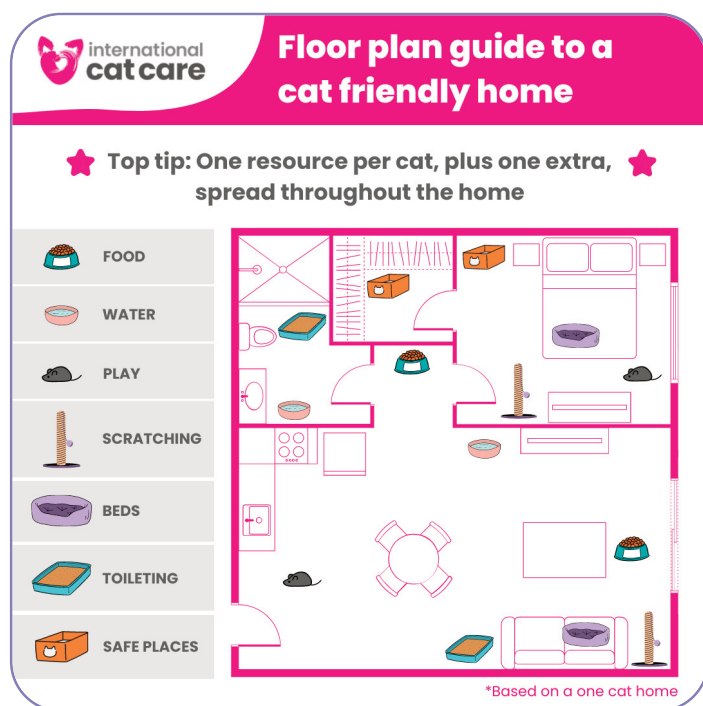 international
cat care
Floor plan guide to a
cat friendly home
Top tip: One resource per cat, plus one extra,
spread throughout the home
FOOD
WATER
PLAY
SCRATCHING
BEDS
TOILETING
SAFE PLACES
*Based on a one cat home